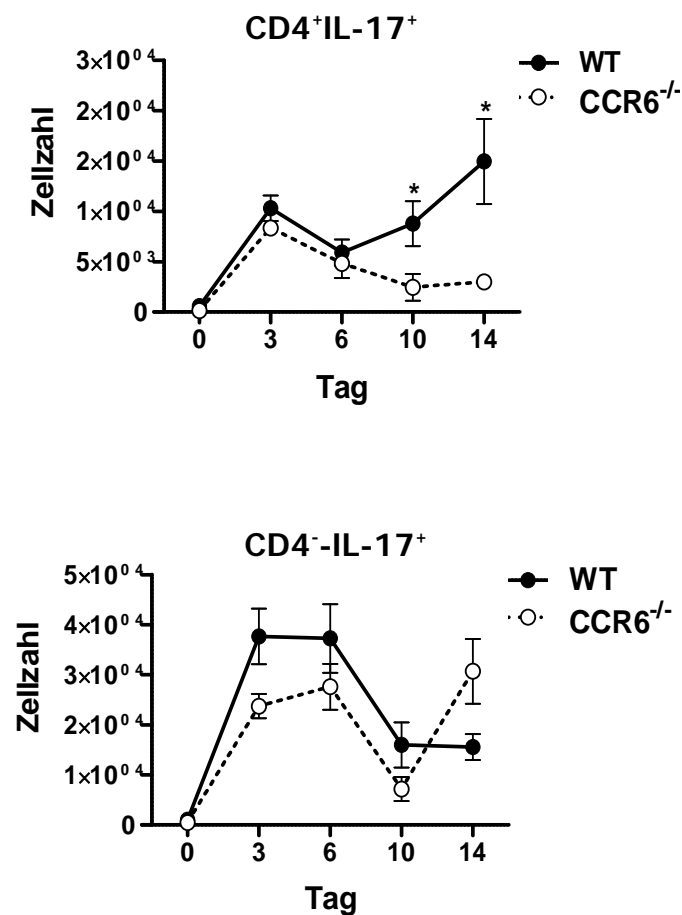 CD4⁺IL-17⁺
3×10⁰⁴
2×10⁰⁴
2×10⁰⁴
1×10⁰⁴
5×10⁰³
0
Zellzahl
* *
0 3 6 10 14
Tag
WT
CCR6⁻/⁻
CD4⁻-IL-17⁺
5×10⁰⁴
4×10⁰⁴
3×10⁰⁴
2×10⁰⁴
1×10⁰⁴
0
Zellzahl
0 3 6 10 14
Tag
WT
CCR6⁻/⁻